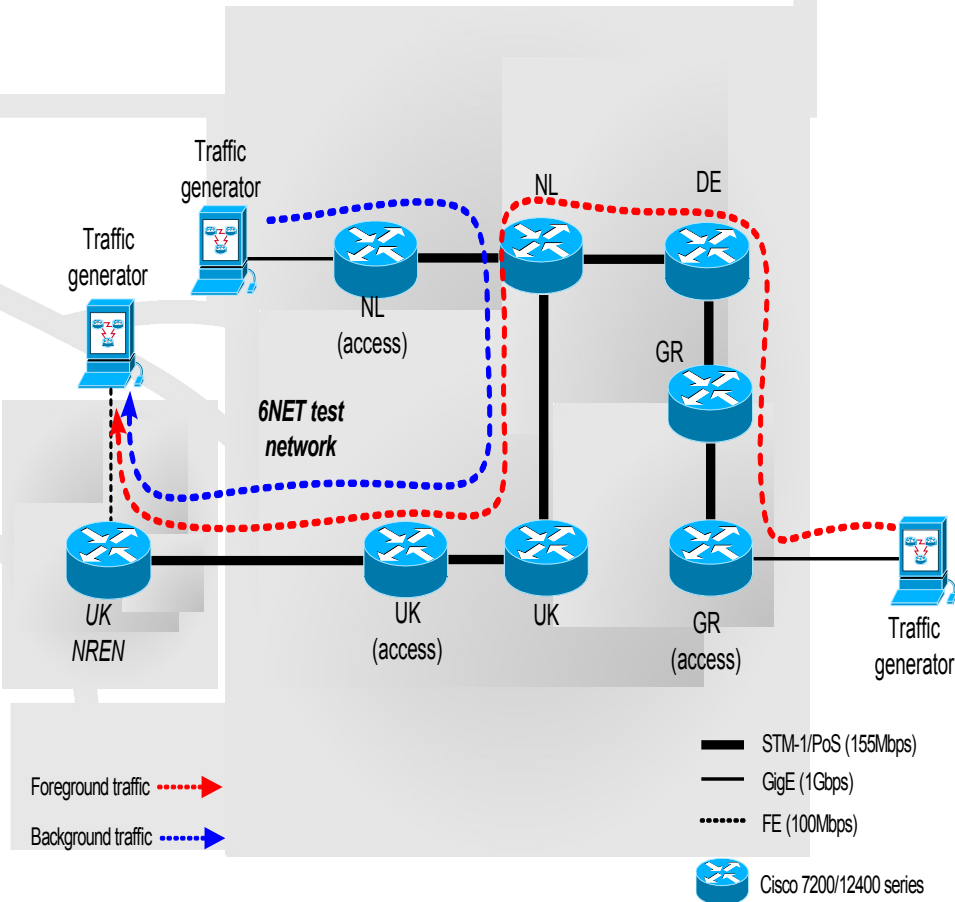 Traffic
generator
NL
DE
Traffic
generator
NL
(access)
GR
6NET test
network
UK
NREN
UK
(access)
UK
GR
(access)
Traffic
generator
STM-1/PoS (155Mbps)
Foreground traffic
GigE (1Gbps)
Background traffic
FE (100Mbps)
Cisco 7200/12400 series